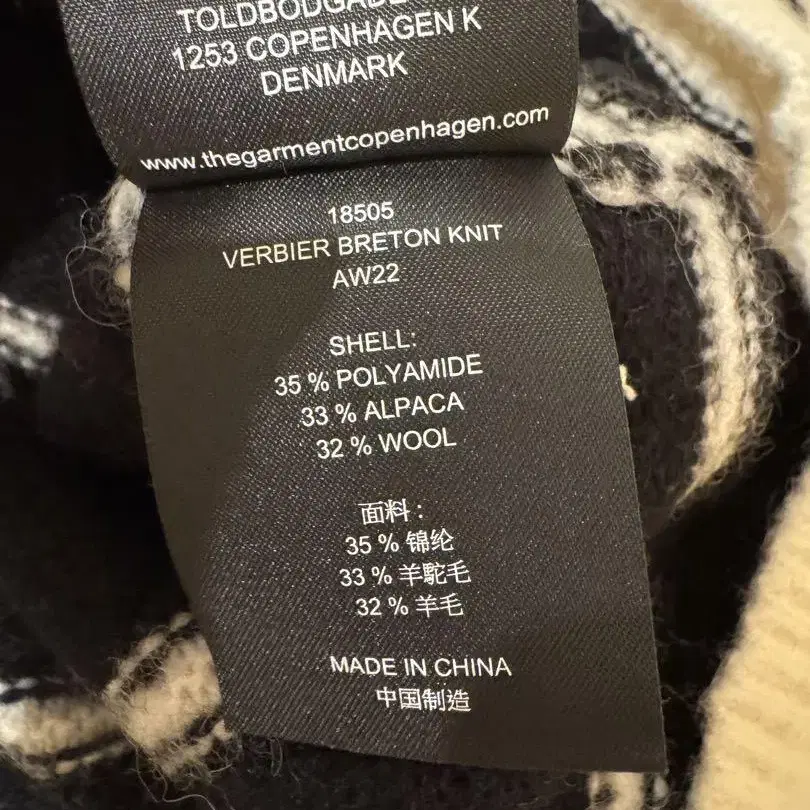 TOLDBODGADE
1253 COPENHAGEN K
DENMARK
www.thegarmentcopenhagen.com
18505
VERBIER BRETON KNIT
AW22
SHELL:
35 % POLYAMIDE
33 % ALPACA
32 % WOOL
面料:
35 % 锦纶
33 % 羊駝毛
32 % 羊毛
MADE IN CHINA
中国制造